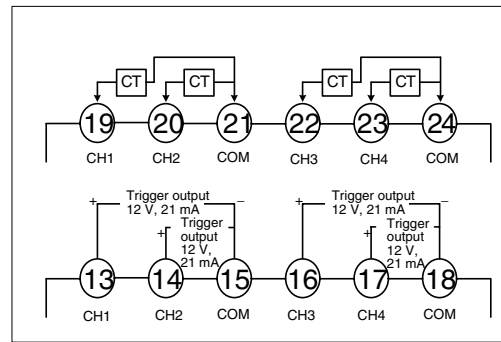 CT CT CT CT
19 20 21 22 23 24
CH1 CH2 COM CH3 CH4 COM
+ Trigger output − + Trigger output −
12 V, 21 mA 12 V, 21 mA
+ Trigger + Trigger
output output
12 V, 12 V,
21 mA 21 mA
13 14 15 16 17 18
CH1 CH2 COM CH3 CH4 COM